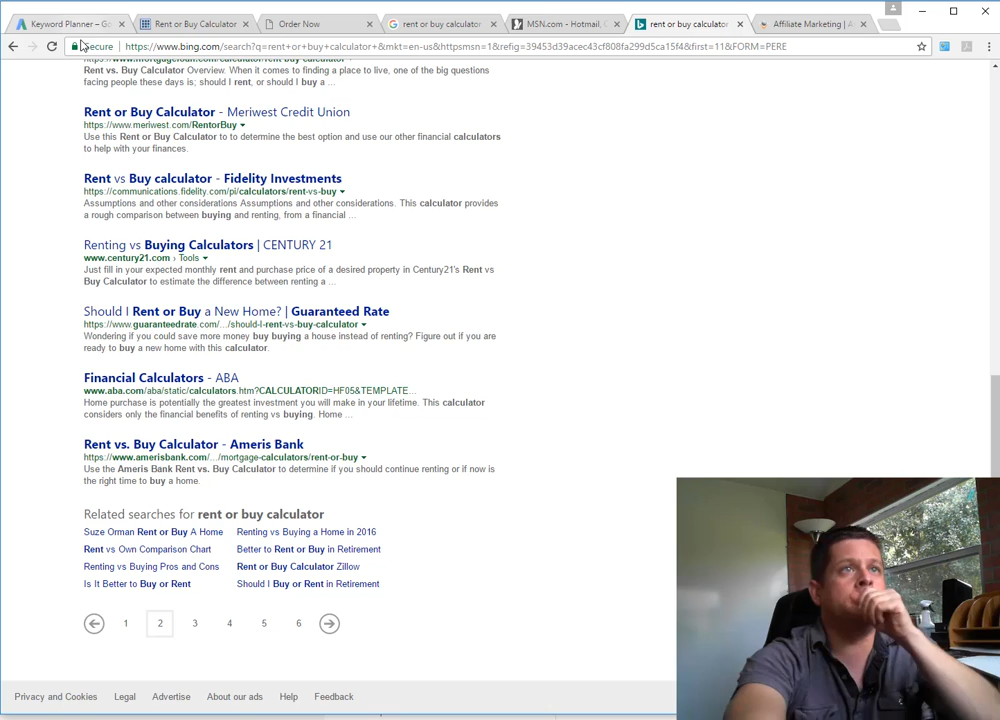 Keyword Planner – Go
Rent or Buy Calculator
Order Now
rent or buy calculator
MSN.com - Hotmail, O
rent or buy calculator
Affiliate Marketing | A
Secure
https://www.bing.com/search?q=rent+or+buy+calculator+&mkt=en-us&httpsmsn=1&refig=39453d39acec43cf808fa299d5ca15f4&first=11&FORM=PERE
Rent vs. Buy Calculator Overview. When it comes to finding a place to live, one of the big questions
facing people these days is; should I rent, or should I buy a ...
Rent or Buy Calculator - Meriwest Credit Union
https://www.meriwest.com/RentorBuy
Use this Rent or Buy Calculator to to determine the best option and use our other financial calculators
to help with your finances.
Rent vs Buy calculator - Fidelity Investments
https://communications.fidelity.com/pi/calculators/rent-vs-buy
Assumptions and other considerations Assumptions and other considerations. This calculator provides
a rough comparison between buying and renting, from a financial ...
Renting vs Buying Calculators | CENTURY 21
www.century21.com › Tools
Just fill in your expected monthly rent and purchase price of a desired property in Century21's Rent vs
Buy Calculator to estimate the difference between renting a ...
Should I Rent or Buy a New Home? | Guaranteed Rate
https://www.guaranteedrate.com/.../should-I-rent-vs-buy-calculator
Wondering if you could save more money buy buying a house instead of renting? Figure out if you are
ready to buy a new home with this calculator.
Financial Calculators - ABA
www.aba.com/aba/static/calculators.htm?CALCULATORID=HF05&TEMPLATE...
Home purchase is potentially the greatest investment you will make in your lifetime. This calculator
considers only the financial benefits of renting vs buying. Home ...
Rent vs. Buy Calculator - Ameris Bank
https://www.amerisbank.com/.../mortgage-calculators/rent-or-buy
Use the Ameris Bank Rent vs. Buy Calculator to determine if you should continue renting or if now is
the right time to buy a home.
Related searches for rent or buy calculator
Suze Orman Rent or Buy A Home
Renting vs Buying a Home in 2016
Rent vs Own Comparison Chart
Better to Rent or Buy in Retirement
Renting vs Buying Pros and Cons
Rent or Buy Calculator Zillow
Is It Better to Buy or Rent
Should I Buy or Rent in Retirement
1 2 3 4 5 6
Privacy and Cookies Legal Advertise About our ads Help Feedback